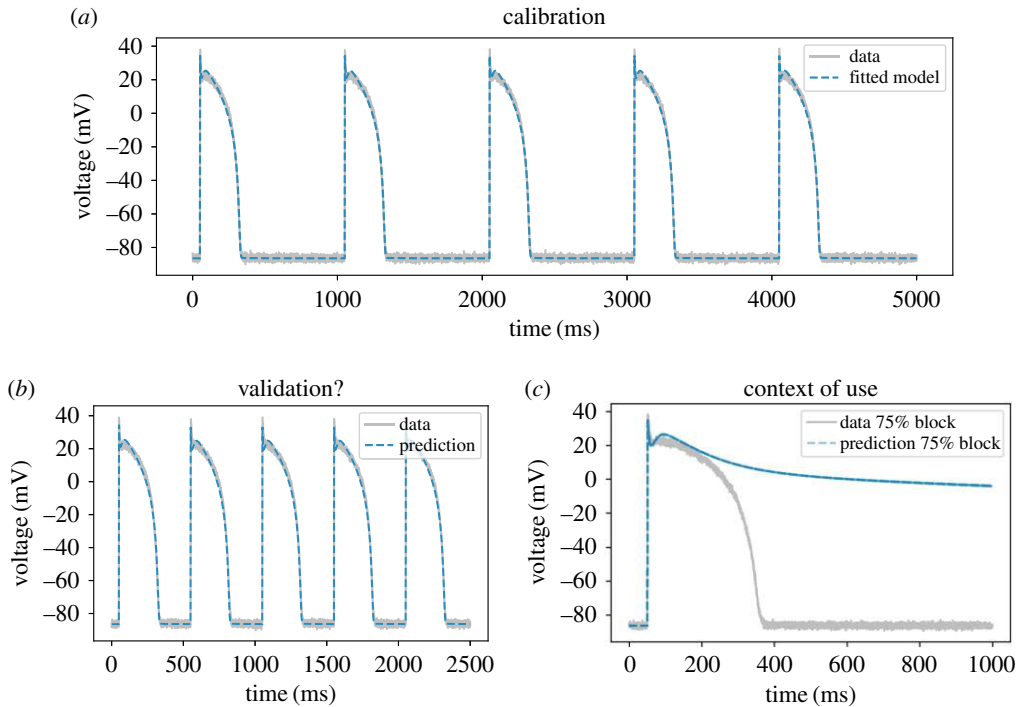 (a) calibration
voltage (mV)
40
20
0
–20
–40
–60
–80
data
fitted model
0 1000 2000 3000 4000 5000
time (ms)
(b) validation?
voltage (mV)
40
20
0
–20
–40
–60
–80
data
prediction
0 500 1000 1500 2000 2500
time (ms)
(c) context of use
voltage (mV)
40
20
0
–20
–40
–60
–80
data 75% block
prediction 75% block
0 200 400 600 800 1000
time (ms)